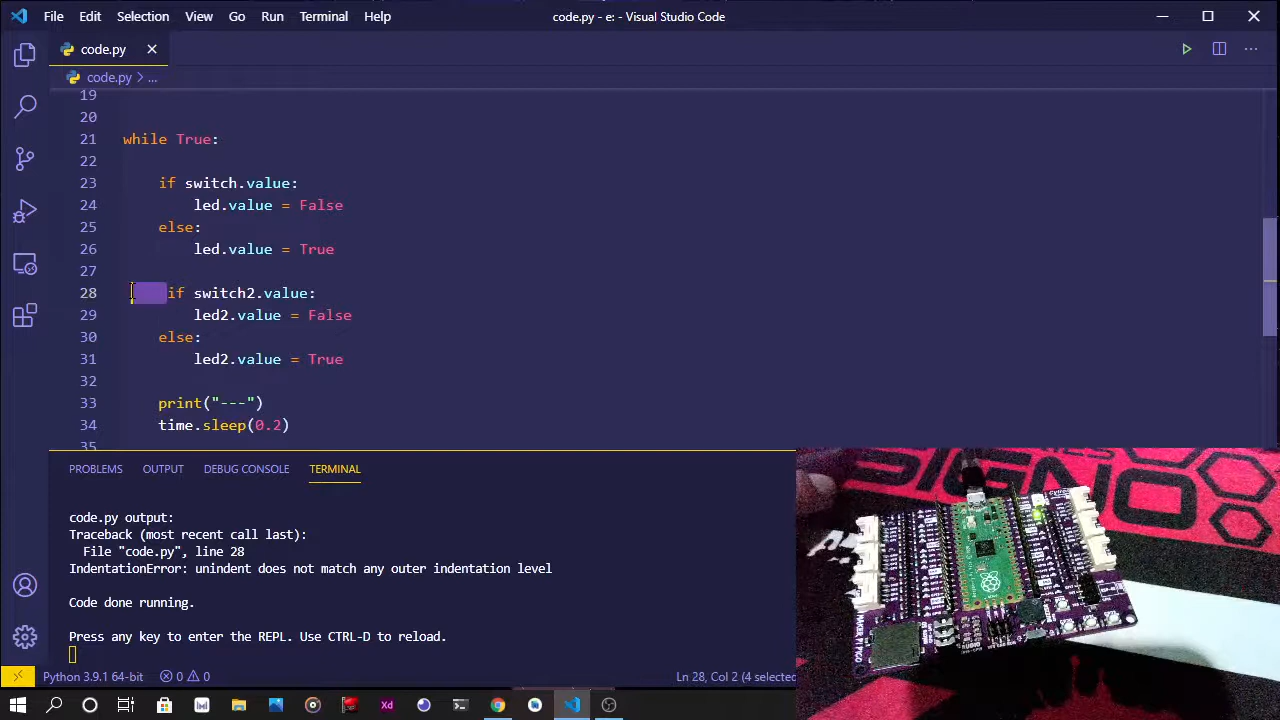 File Edit Selection View Go Run Terminal Help
code.py - e: - Visual Studio Code
code.py
code.py > ...
19
20
21 while True:
22
23 if switch.value:
24 led.value = False
25 else:
26 led.value = True
27
28 if switch2.value:
29 led2.value = False
30 else:
31 led2.value = True
32
33 print("---")
34 time.sleep(0.2)
35
PROBLEMS OUTPUT DEBUG CONSOLE TERMINAL
code.py output:
Traceback (most recent call last):
File "code.py", line 28
IndentationError: unindent does not match any outer indentation level
Code done running.
Press any key to enter the REPL. Use CTRL-D to reload.
Python 3.9.1 64-bit 0 0 Ln 28, Col 2 (4 selected
Xd
SIGNO
MAKER PI PICO
AUDIO